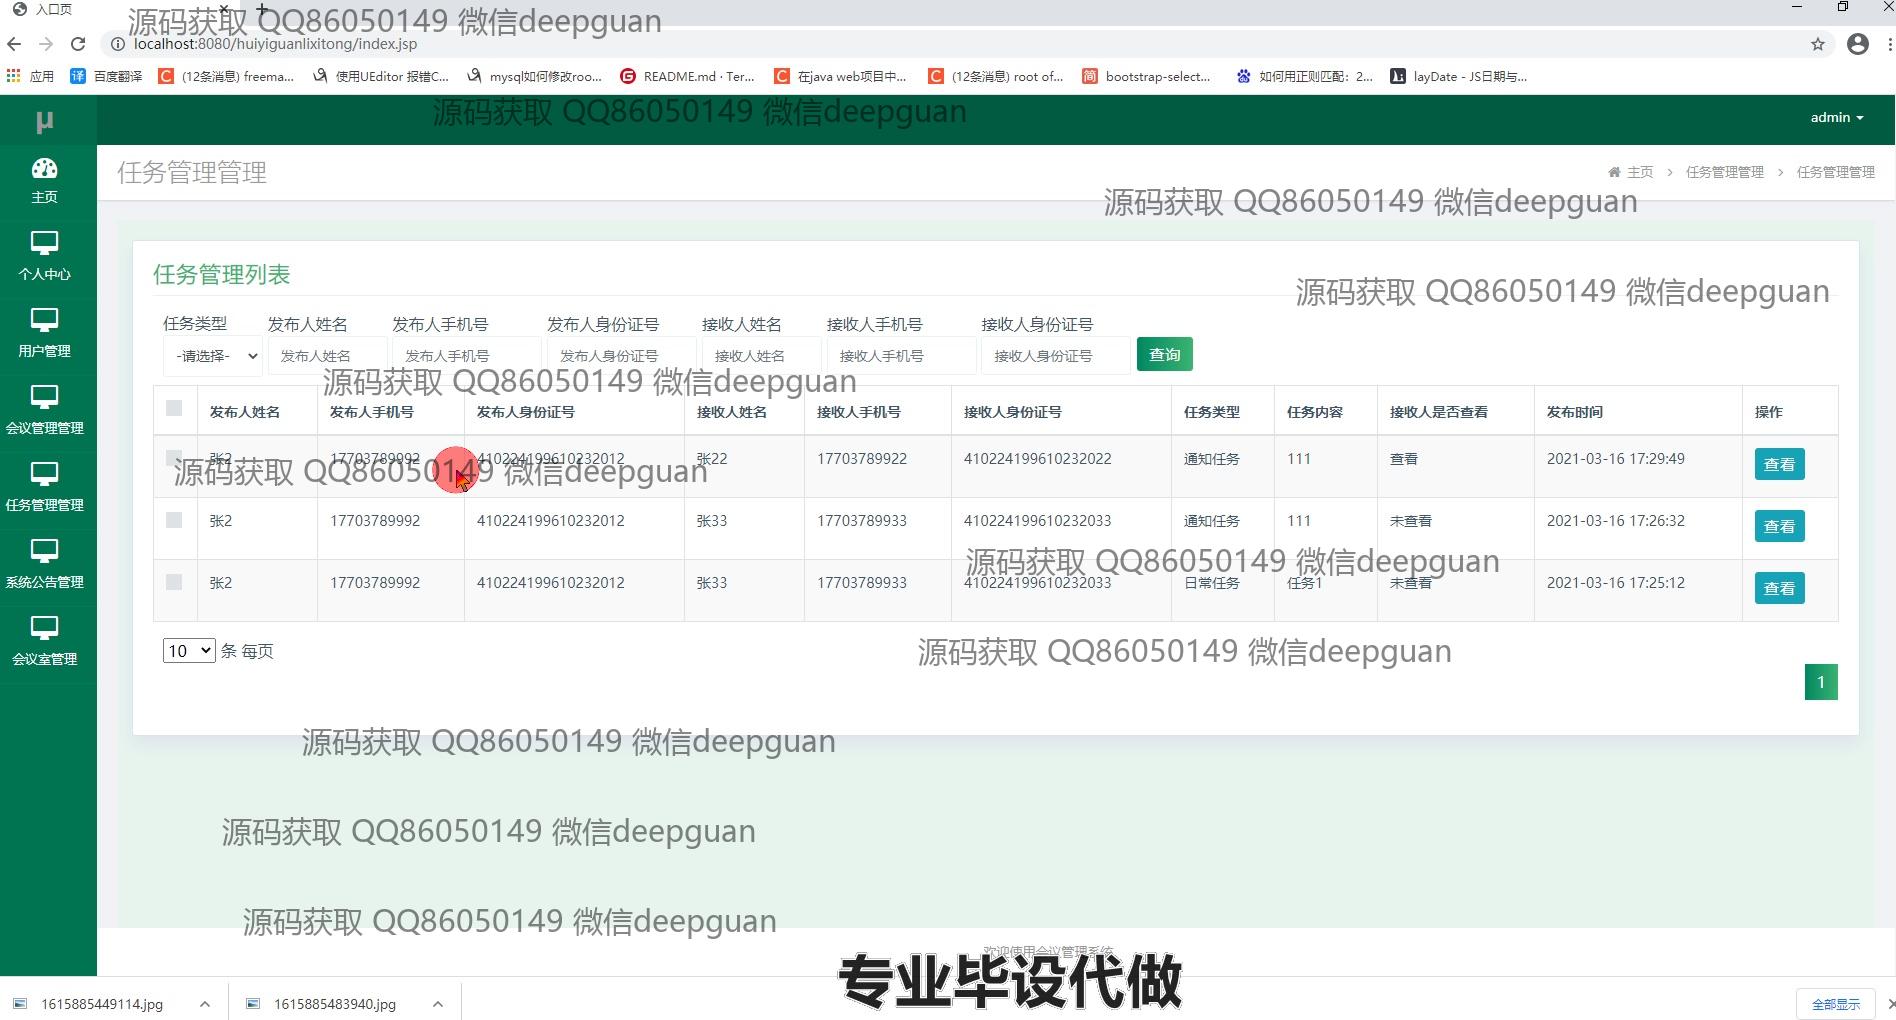 入口页
源码获取 QQ86050149 微信deepguan
localhost:8080/huiyiguanlixitong/index.jsp
应用 百度翻译 (12条消息) freema... 使用UEditor 报错C... mysql如何修改roo... README.md · Ter... 在java web项目中... (12条消息) root of... bootstrap-select... 如何用正则匹配：2... layDate - JS日期与...
源码获取 QQ86050149 微信deepguan
μ
admin
主页
个人中心
用户管理
会议管理管理
任务管理管理
系统公告管理
会议室管理
任务管理管理
主页 > 任务管理管理 > 任务管理管理
源码获取 QQ86050149 微信deepguan
任务管理列表
源码获取 QQ86050149 微信deepguan
任务类型 发布人姓名 发布人手机号 发布人身份证号 接收人姓名 接收人手机号 接收人身份证号
-请选择- 发布人姓名 发布人手机号 发布人身份证号 接收人姓名 接收人手机号 接收人身份证号 查询
源码获取 QQ86050149 微信deepguan
发布人姓名 发布人手机号 发布人身份证号 接收人姓名 接收人手机号 接收人身份证号 任务类型 任务内容 接收人是否查看 发布时间 操作
张2 17703789992 410224199610232012 张22 17703789922 410224199610232022 通知任务 111 查看 2021-03-16 17:29:49 查看
源码获取 QQ86050149 微信deepguan
张2 17703789992 410224199610232012 张33 17703789933 410224199610232033 通知任务 111 未查看 2021-03-16 17:26:32 查看
源码获取 QQ86050149 微信deepguan
张2 17703789992 410224199610232012 张33 17703789933 410224199610232033 日常任务 任务1 未查看 2021-03-16 17:25:12 查看
10 条 每页
源码获取 QQ86050149 微信deepguan
1
源码获取 QQ86050149 微信deepguan
源码获取 QQ86050149 微信deepguan
源码获取 QQ86050149 微信deepguan
欢迎使用会议管理系统
专业毕设代做
1615885449114.jpg 1615885483940.jpg 全部显示